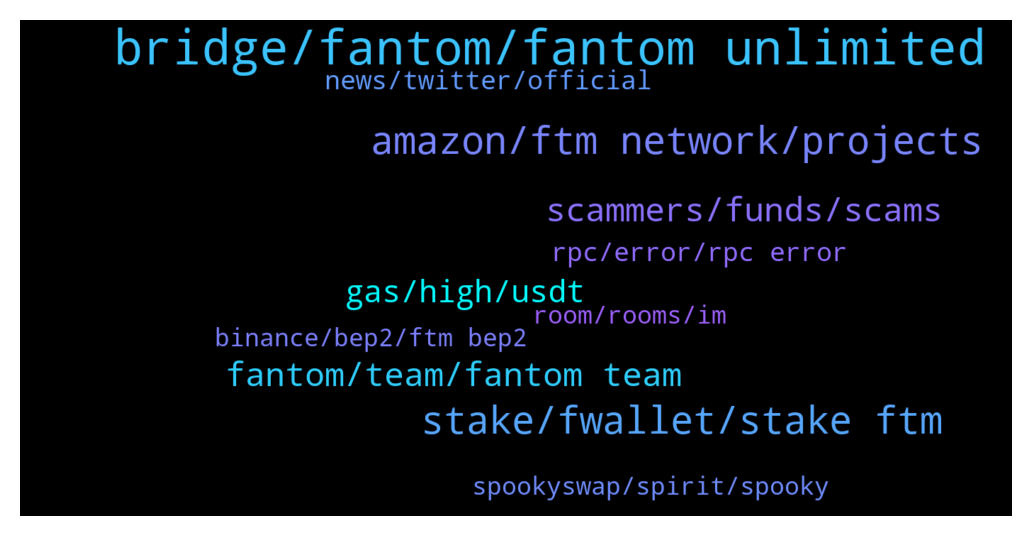 bridge/fantom/fantom unlimited
news/twitter/official
amazon/ftm network/projects
scammers/funds/scams
rpc/error/rpc error
gas/high/usdt
room/rooms/im
binance/bep2/ftm bep2
fantom/team/fantom team
stake/fwallet/stake ftm
spookyswap/spirit/spooky